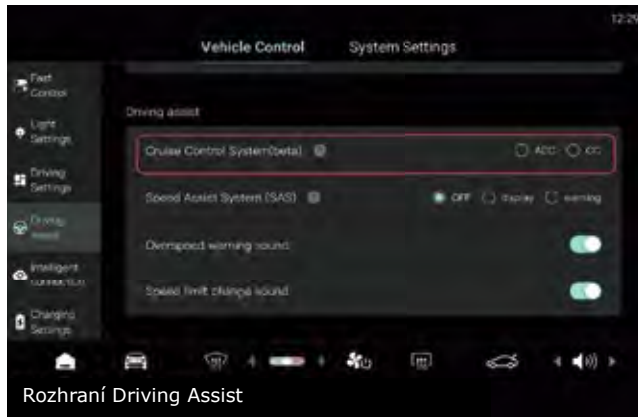 12:29
Vehicle Control System Settings
Fast
Control
Light
Settings
Driving
Settings
Driving
Assist
Intelligent
connection
Charging
Settings
Driving assist
Cruise Control System(beta) ACC CC
Speed Assist System (SAS) OFF display warning
Overspeed warning sound
Speed limit change sound
Rozhraní Driving Assist